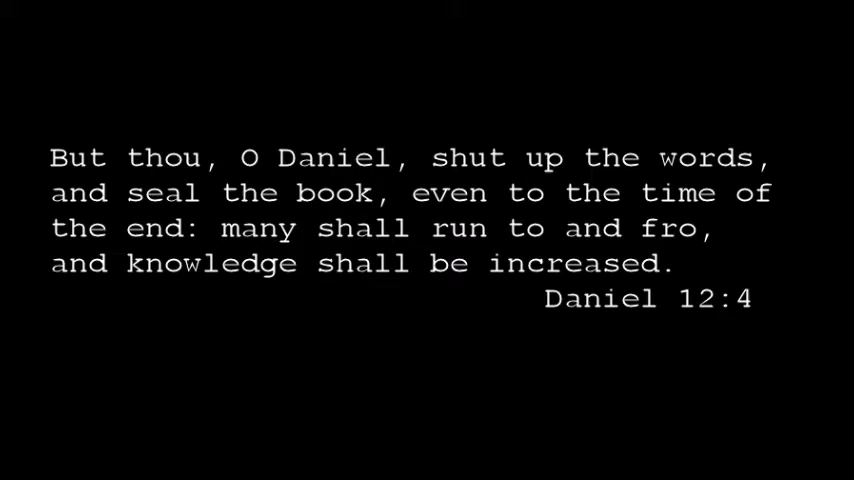 But thou, O Daniel, shut up the words,
and seal the book, even to the time of
the end: many shall run to and fro,
and knowledge shall be increased.
Daniel 12:4